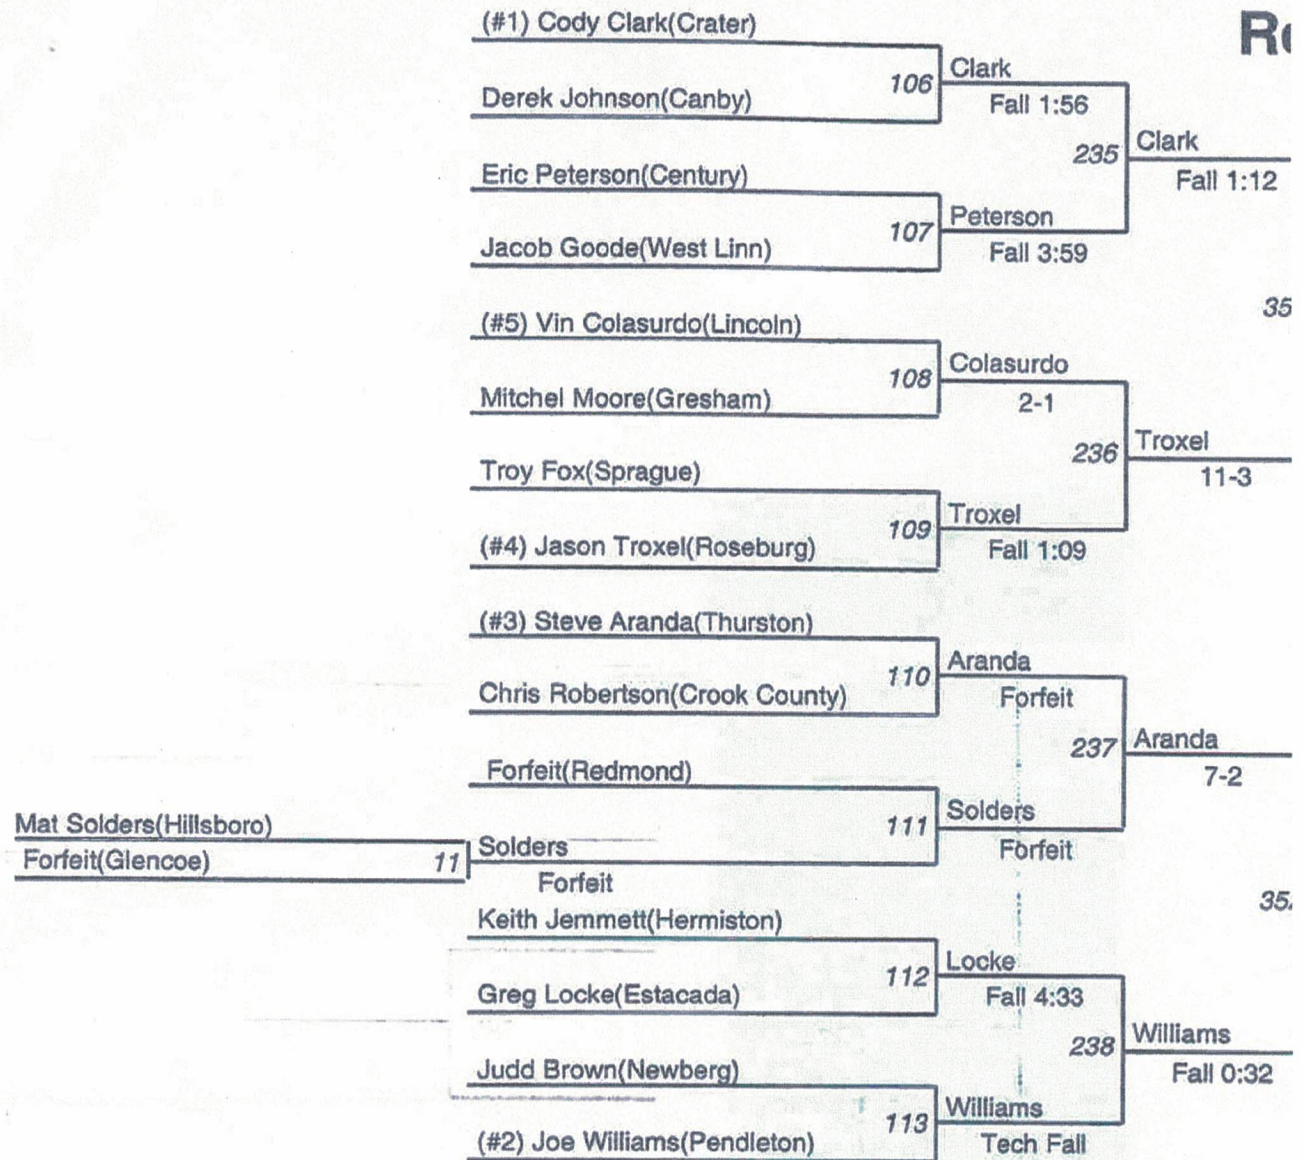 (#1) Cody Clark(Crater)
Re
106
Clark
Derek Johnson(Canby)
Fall 1:56
235
Clark
Fall 1:12
Eric Peterson(Century)
107
Peterson
Jacob Goode(West Linn)
Fall 3:59
35
(#5) Vin Colasurdo(Lincoln)
108
Colasurdo
Mitchel Moore(Gresham)
2-1
236
Troxel
11-3
Troy Fox(Sprague)
109
Troxel
(#4) Jason Troxel(Roseburg)
Fall 1:09
(#3) Steve Aranda(Thurston)
110
Aranda
Chris Robertson(Crook County)
Forfeit
237
Aranda
7-2
Forfeit(Redmond)
111
Solders
Forfeit
Mat Solders(Hillsboro)
Forfeit(Glencoe)
11
Solders
Forfeit
35
Keith Jemmett(Hermiston)
112
Locke
Greg Locke(Estacada)
Fall 4:33
238
Williams
Fall 0:32
Judd Brown(Newberg)
113
Williams
(#2) Joe Williams(Pendleton)
Tech Fall